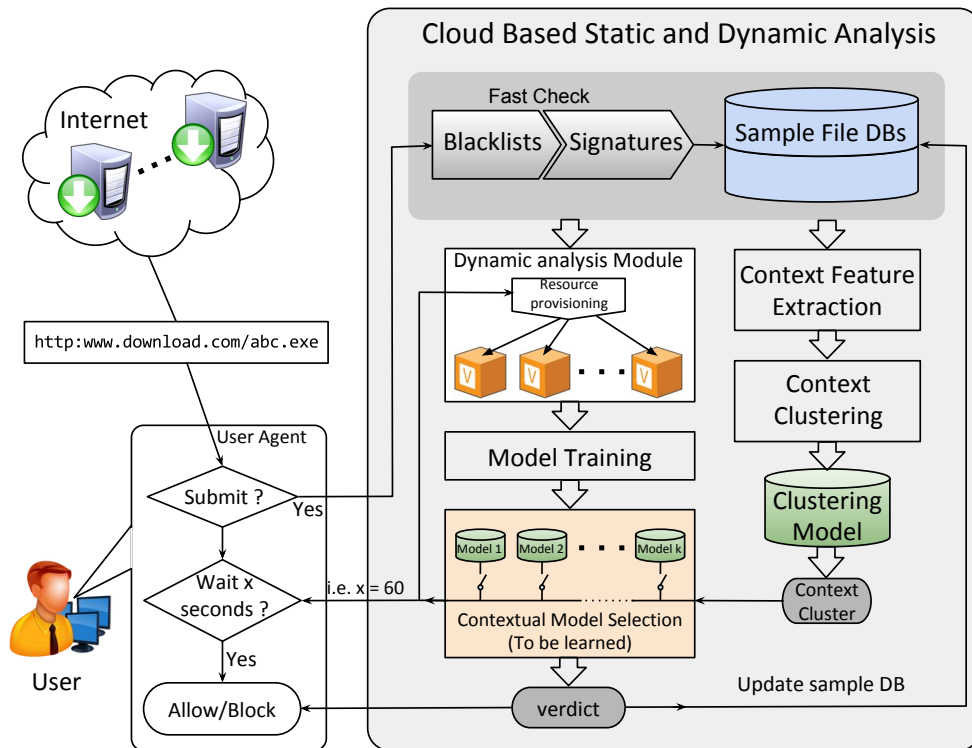 Cloud Based Static and Dynamic Analysis
Internet
Fast Check
Blacklists
Signatures
Sample File DBs
http:www.download.com/abc.exe
Dynamic analysis Module
Resource
provisioning
V
V
V
Context Feature
Extraction
Context
Clustering
Model Training
Clustering
Model
User Agent
Submit ?
Yes
Wait x
seconds ?
i.e. x = 60
Yes
Allow/Block
User
Model 1
Model 2
Model k
Contextual Model Selection
(To be learned)
Context
Cluster
verdict
Update sample DB